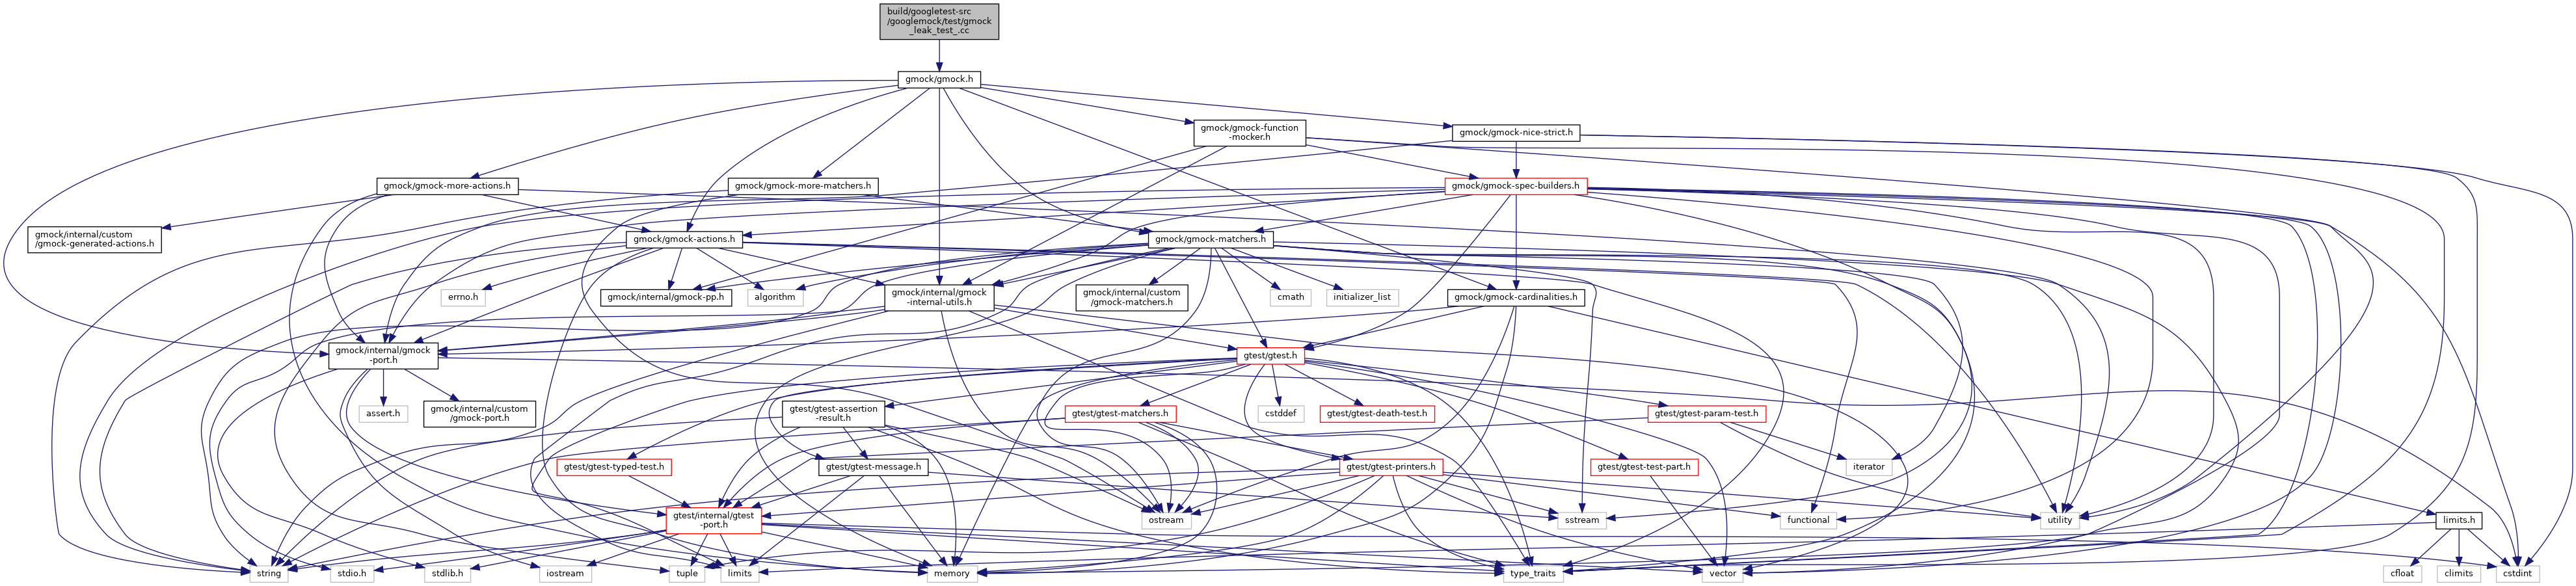 build/googletest-src
/googlemock/test/gmock
_leak_test_.cc
gmock/gmock.h
gmock/gmock-function
-mocker.h
gmock/gmock-nice-strict.h
gmock/gmock-more-actions.h
gmock/gmock-more-matchers.h
gmock/gmock-spec-builders.h
gmock/internal/custom
/gmock-generated-actions.h
gmock/gmock-actions.h
gmock/gmock-matchers.h
errno.h
gmock/internal/gmock-pp.h
algorithm
gmock/internal/gmock
-internal-utils.h
gmock/internal/custom
/gmock-matchers.h
cmath
initializer_list
gmock/gmock-cardinalities.h
gmock/internal/gmock
-port.h
gtest/gtest.h
assert.h
gmock/internal/custom
/gmock-port.h
gtest/gtest-assertion
-result.h
gtest/gtest-matchers.h
cstddef
gtest/gtest-death-test.h
gtest/gtest-param-test.h
gtest/gtest-typed-test.h
gtest/gtest-message.h
gtest/gtest-printers.h
gtest/gtest-test-part.h
iterator
gtest/internal/gtest
-port.h
ostream
sstream
functional
utility
limits.h
string
stdio.h
stdlib.h
iostream
tuple
limits
memory
type_traits
vector
cfloat
climits
cstdint